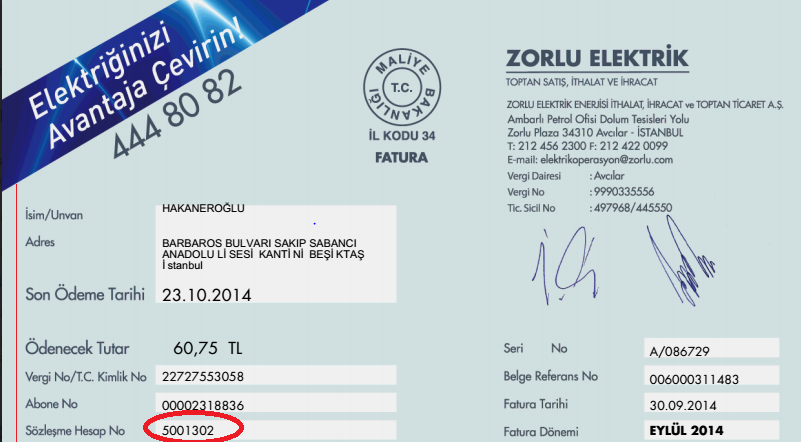 Elektriğinizi
Avantaja Çevirin!
444 80 82
MALİYE
T.C.
BAKANLIĞI
İL KODU 34
FATURA
ZORLU ELEKTRİK
TOPTAN SATIŞ, İTHALAT VE İHRACAT
ZORLU ELEKTRİK ENERJİSİ İTHALAT, İHRACAT ve TOPTAN TİCARET A.Ş.
Ambarlı Petrol Ofisi Dolum Tesisleri Yolu
Zorlu Plaza 34310 Avcılar - İSTANBUL
T: 212 456 2300 F: 212 422 0099
E-mail: elektrikoperasyon@zorlu.com
Vergi Dairesi : Avcılar
Vergi No : 9990335556
Tic. Sicil No : 497968/445550
İsim/Unvan HAKANEROĞLU
Adres BARBAROS BULVARI SAKIP SABANCI
ANADOLU Lİ SESİ KANTİ Nİ BEŞİ KTAŞ
İ stanbul
Son Ödeme Tarihi 23.10.2014
Ödenecek Tutar 60,75 TL
Vergi No/T.C. Kimlik No 22727553058
Abone No 00002318836
Sözleşme Hesap No 5001302
Seri No A/086729
Belge Referans No 006000311483
Fatura Tarihi 30.09.2014
Fatura Dönemi EYLÜL 2014